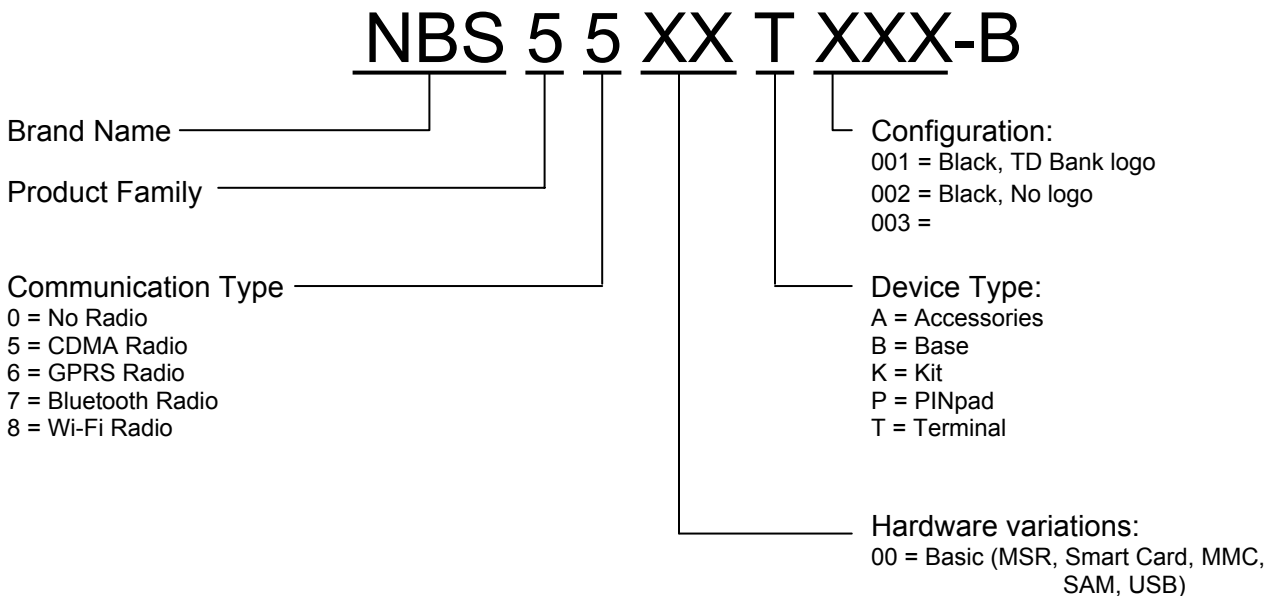 NBS 5 5 XX T XXX-B
Brand Name
Product Family
Communication Type
0 = No Radio
5 = CDMA Radio
6 = GPRS Radio
7 = Bluetooth Radio
8 = Wi-Fi Radio
Configuration:
001 = Black, TD Bank logo
002 = Black, No logo
003 =
Device Type:
A = Accessories
B = Base
K = Kit
P = PINpad
T = Terminal
Hardware variations:
00 = Basic (MSR, Smart Card, MMC,
SAM, USB)